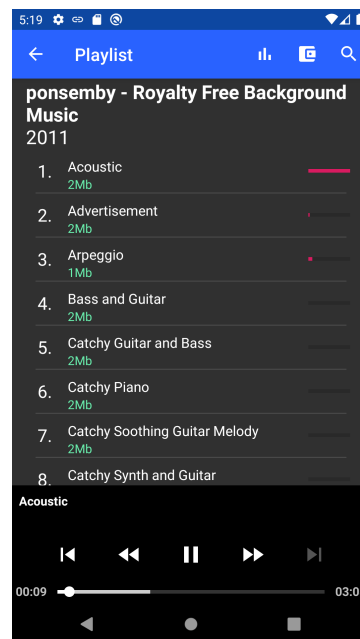 5:19
Playlist
ponsemby - Royalty Free Background
Music
2011
1. Acoustic
2Mb
2. Advertisement
2Mb
3. Arpeggio
1Mb
4. Bass and Guitar
2Mb
5. Catchy Guitar and Bass
2Mb
6. Catchy Piano
2Mb
7. Catchy Soothing Guitar Melody
2Mb
8. Catchy Synth and Guitar
Acoustic
00:09